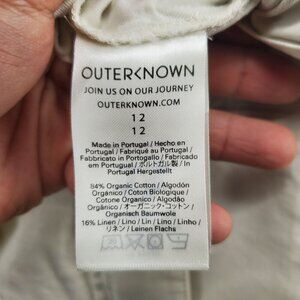 OUTERKNOWN
JOIN US ON OUR JOURNEY
OUTERKNOWN.COM
12
12
Made in Portugal / Hecho en
Portugal / Fabriqué au Portugal /
Fabbricato in Portogallo / Fabricado
em Portugal / ポルトガル製 / In
Portugal Hergestellt
84% Organic Cotton / Algodón
Orgánico / Coton Biologique /
Cotone Organico / Algodão
Orgânico / オーガニック・コットン /
Organisch Baumwole
16% Linen / Lino / Lin / Lino / Linho /
リネン / Leinen Flachs